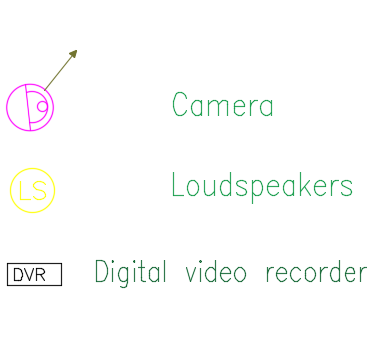 Camera
LS Loudspeakers
DVR Digital video recorder